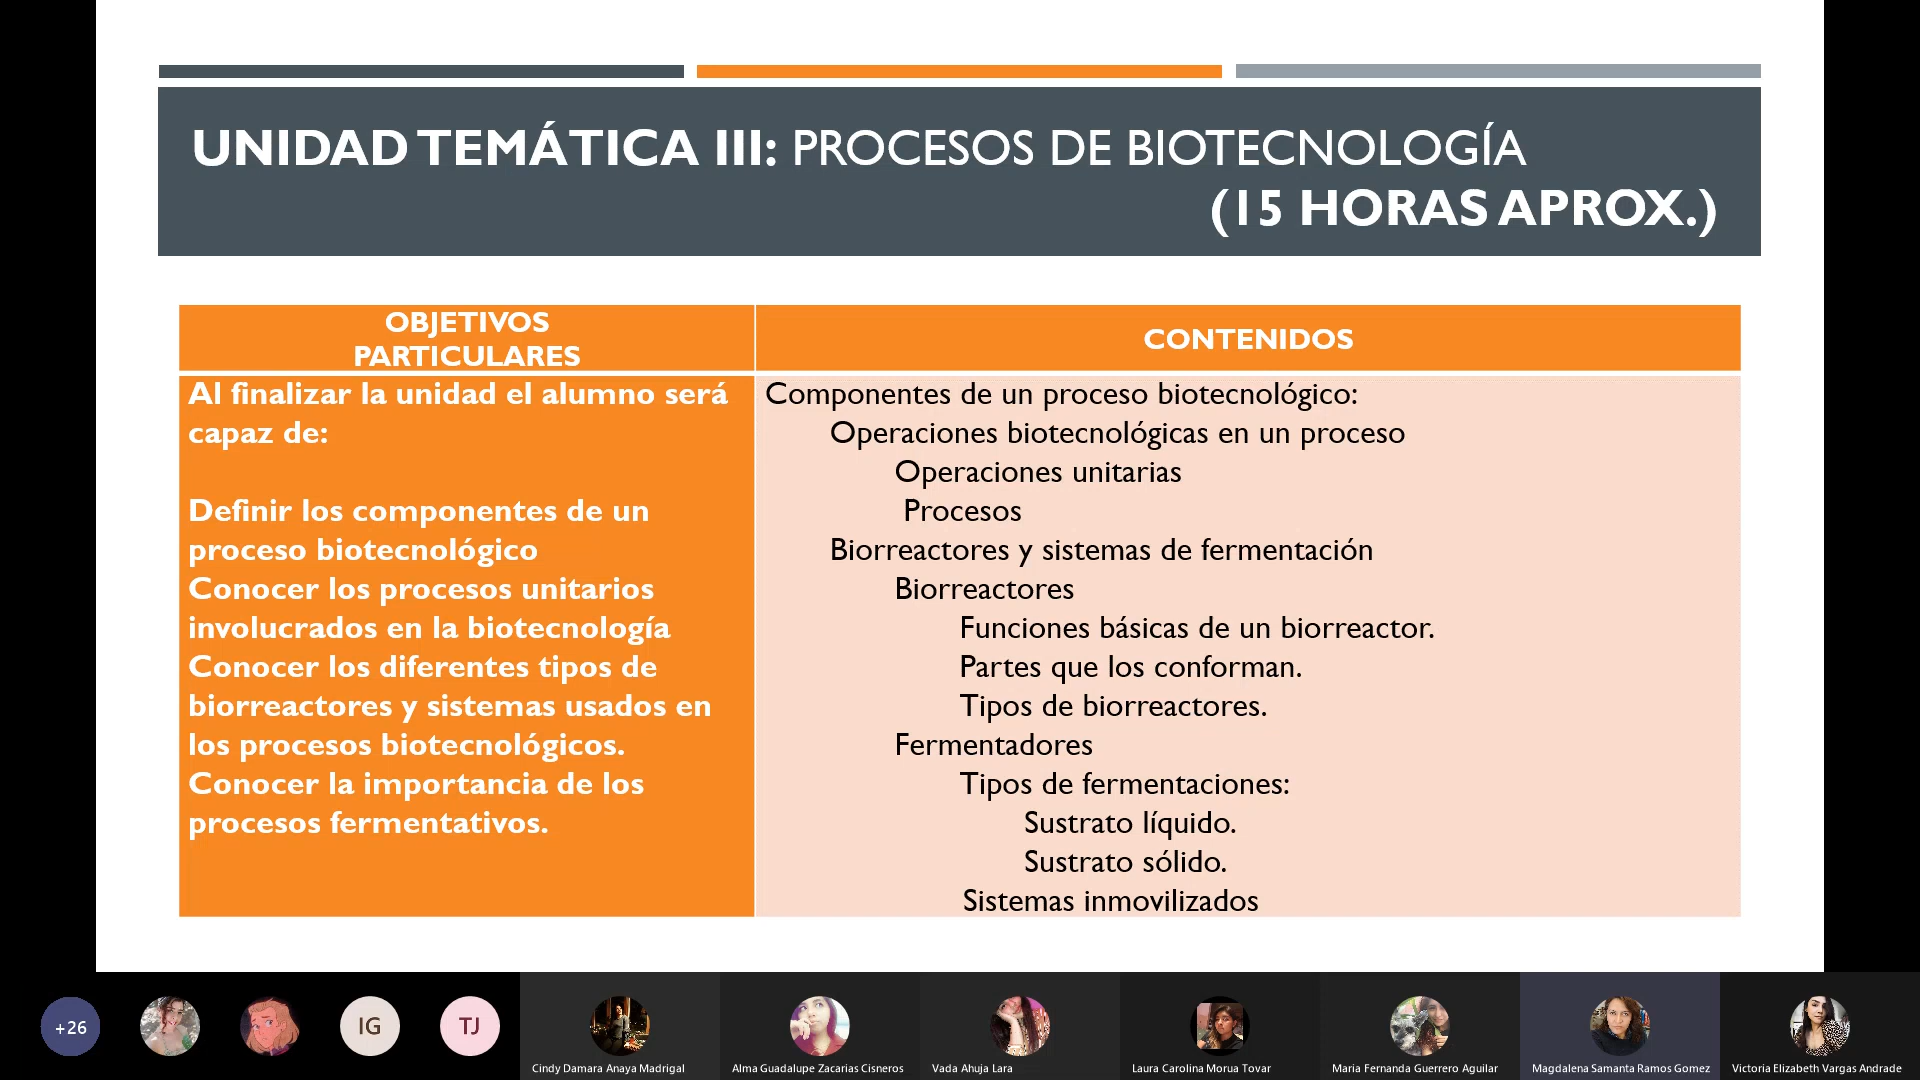 UNIDAD TEMÁTICA III: PROCESOS DE BIOTECNOLOGÍA
(15 HORAS APROX.)
OBJETIVOS
PARTICULARES
CONTENIDOS
Al finalizar la unidad el alumno será
capaz de:
Definir los componentes de un
proceso biotecnológico
Conocer los procesos unitarios
involucrados en la biotecnología
Conocer los diferentes tipos de
biorreactores y sistemas usados en
los procesos biotecnológicos.
Conocer la importancia de los
procesos fermentativos.
Componentes de un proceso biotecnológico:
Operaciones biotecnológicas en un proceso
Operaciones unitarias
Procesos
Biorreactores y sistemas de fermentación
Biorreactores
Funciones básicas de un biorreactor.
Partes que los conforman.
Tipos de biorreactores.
Fermentadores
Tipos de fermentaciones:
Sustrato líquido.
Sustrato sólido.
Sistemas inmovilizados
+26
IG
TJ
Cindy Damara Anaya Madrigal
Alma Guadalupe Zacarias Cisneros
Vada Ahuja Lara
Laura Carolina Morua Tovar
Maria Fernanda Guerrero Aguilar
Magdalena Samanta Ramos Gomez
Victoria Elizabeth Vargas Andrade